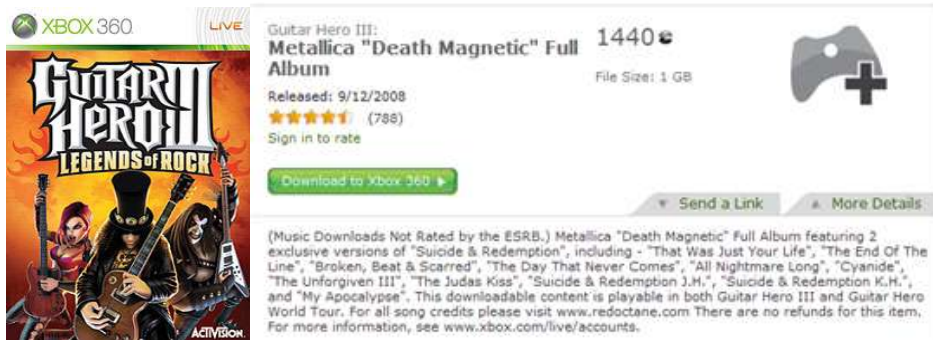 XBOX 360
LIVE
GUITAR
HERO III
LEGENDS of ROCK
ACTIVISION
Guitar Hero III:
Metallica "Death Magnetic" Full
Album
Released: 9/12/2008
(788)
Sign in to rate
Download to Xbox 360
1440
File Size: 1 GB
Send a Link
More Details
(Music Downloads Not Rated by the ESRB.) Metallica "Death Magnetic" Full Album featuring 2
exclusive versions of "Suicide & Redemption", including - "That Was Just Your Life", "The End Of The
Line", "Broken, Beat & Scarred", "The Day That Never Comes", "All Nightmare Long", "Cyanide",
"The Unforgiven III", "The Judas Kiss", "Suicide & Redemption J.H.", "Suicide & Redemption K.H.",
and "My Apocalypse". This downloadable content is playable in both Guitar Hero III and Guitar Hero
World Tour. For all song credits please visit www.redoctane.com There are no refunds for this item.
For more information, see www.xbox.com/live/accounts.